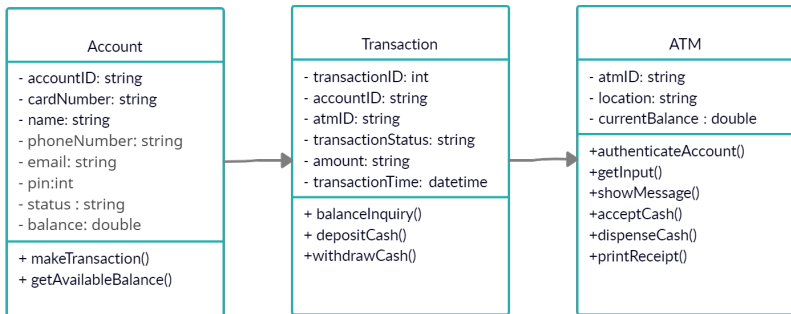 Account
- accountID: string
- cardNumber: string
- name: string
- phoneNumber: string
- email: string
- pin:int
- status : string
- balance: double
+ makeTransaction()
+ getAvailableBalance()
Transaction
- transactionID: int
- accountID: string
- atmID: string
- transactionStatus: string
- amount: string
- transactionTime: datetime
+ balanceInquiry()
+ depositCash()
+withdrawCash()
ATM
- atmID: string
- location: string
- currentBalance : double
+authenticateAccount()
+getInput()
+showMessage()
+acceptCash()
+dispenseCash()
+printReceipt()